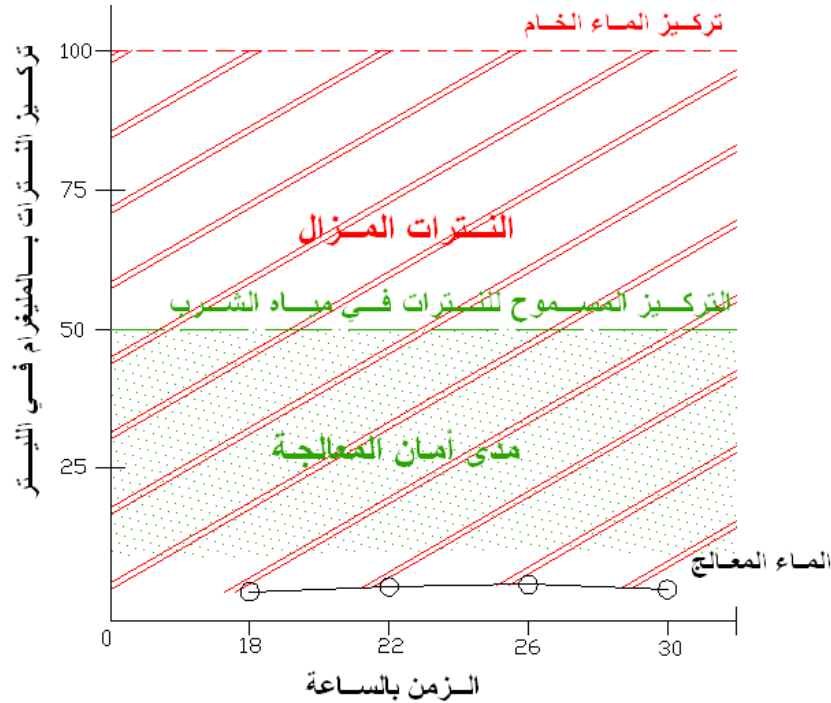 تركيز الماء الخام
100
تركيز النترات بالمليغرام في الليتر
75
النترات المزال
التركيز المسموح للنترات في مياه الشرب
50
مدى أمان المعالجة
25
الماء المعالج
0 18 22 26 30
الزمن بالساعة